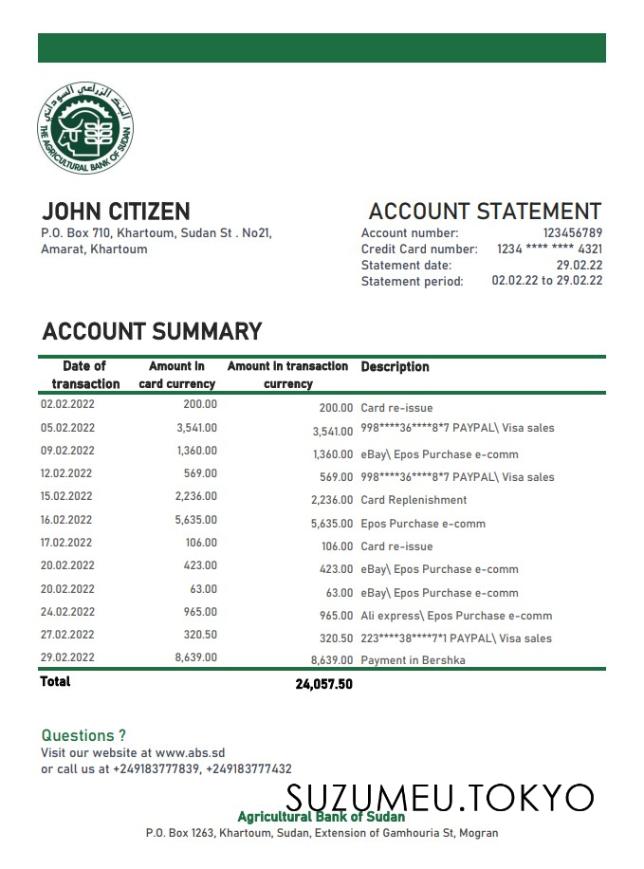 البنك الزراعي السوداني
THE AGRICULTURAL BANK OF SUDAN
JOHN CITIZEN
P.O. Box 710, Khartoum, Sudan St . No21,
Amarat, Khartoum
ACCOUNT STATEMENT
Account number: 123456789
Credit Card number: 1234 **** **** 4321
Statement date: 29.02.22
Statement period: 02.02.22 to 29.02.22
ACCOUNT SUMMARY
Date of transaction Amount in card currency Amount in transaction currency Description
02.02.2022 200.00 200.00 Card re-issue
05.02.2022 3,541.00 3,541.00 998****36****8*7 PAYPAL\ Visa sales
09.02.2022 1,360.00 1,360.00 eBay\ Epos Purchase e-comm
12.02.2022 569.00 569.00 998****36****8*7 PAYPAL\ Visa sales
15.02.2022 2,236.00 2,236.00 Card Replenishment
16.02.2022 5,635.00 5,635.00 Epos Purchase e-comm
17.02.2022 106.00 106.00 Card re-issue
20.02.2022 423.00 423.00 eBay\ Epos Purchase e-comm
20.02.2022 63.00 63.00 eBay\ Epos Purchase e-comm
24.02.2022 965.00 965.00 Ali express\ Epos Purchase e-comm
27.02.2022 320.50 320.50 223****38****7*1 PAYPAL\ Visa sales
29.02.2022 8,639.00 8,639.00 Payment in Bershka
Total 24,057.50
Questions ?
Visit our website at www.abs.sd
or call us at +249183777839, +249183777432
SUZUMEU.TOKYO
Agricultural Bank of Sudan
P.O. Box 1263, Khartoum, Sudan, Extension of Gamhouria St, Mogran